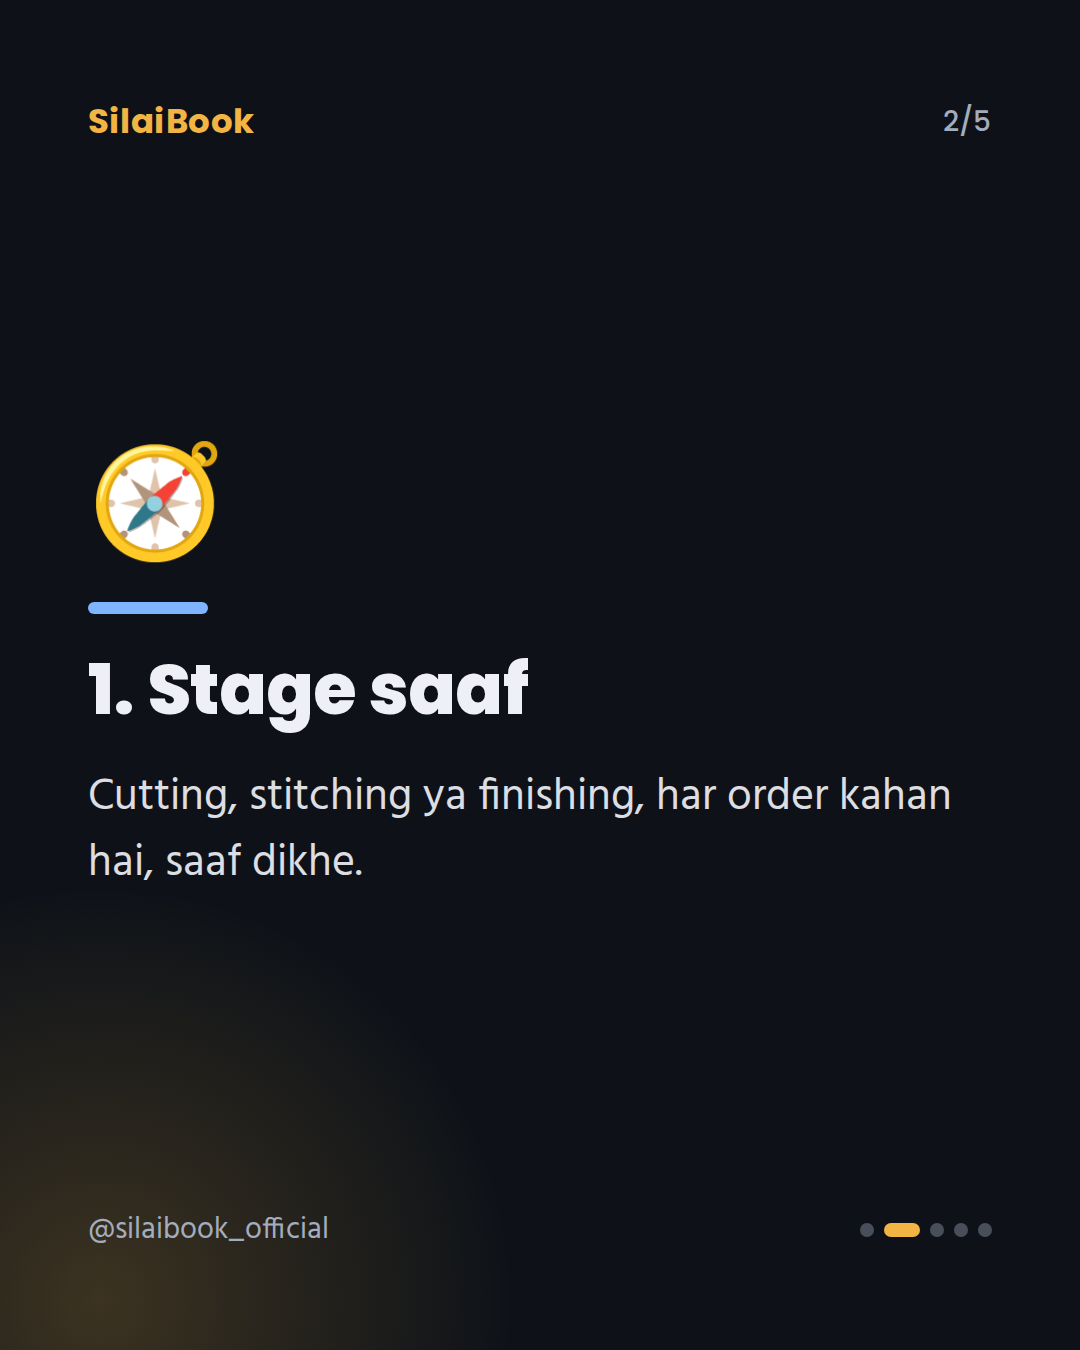 SilaiBook
2/5
1. Stage saaf
Cutting, stitching ya finishing, har order kahan
hai, saaf dikhe.
@silaibook_official